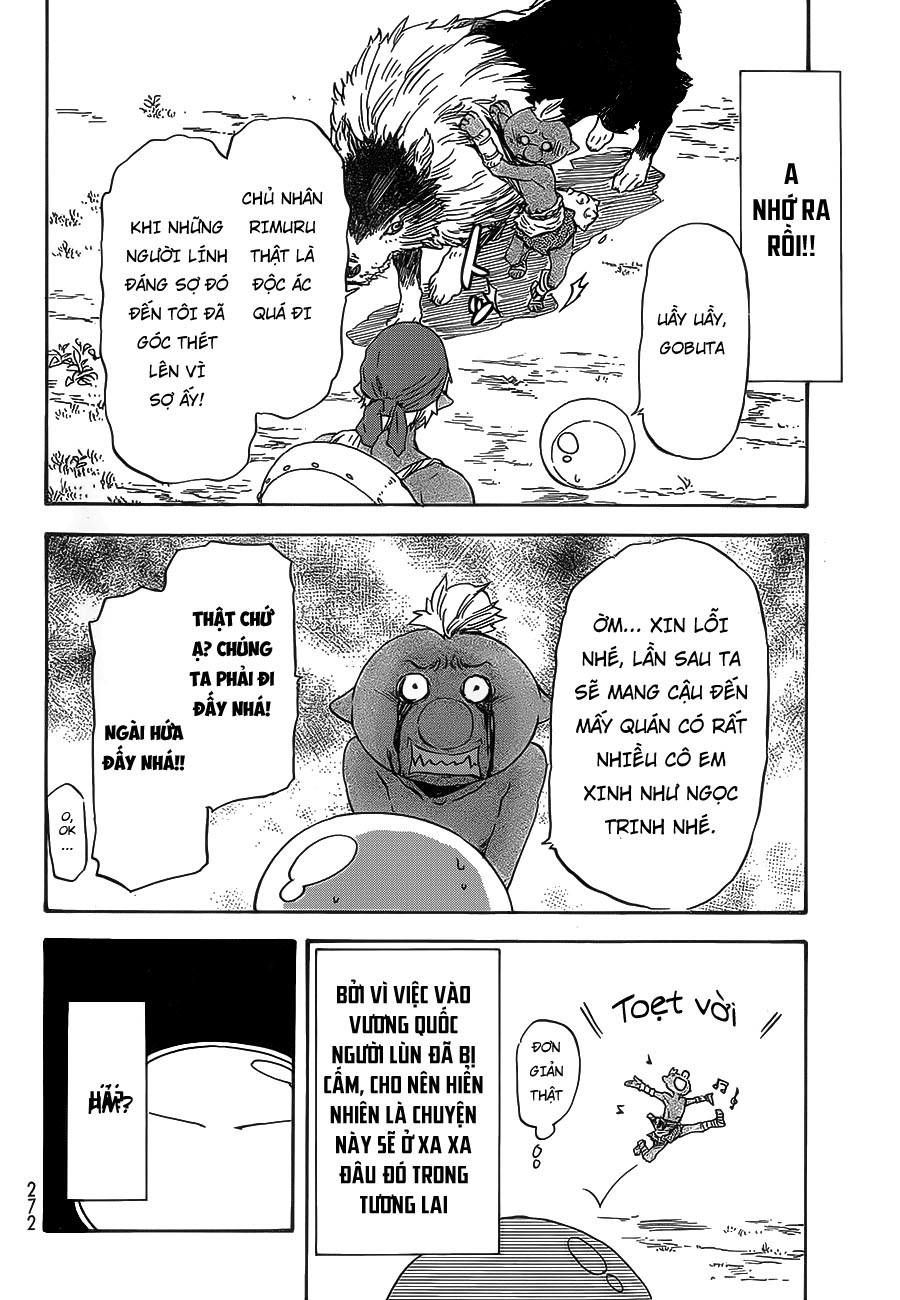 A
NHỚ RA
RỒI!!
UẦY UẦY,
GOBUTA
CHỦ NHÂN
RIMURU
THẬT LÀ
ĐỘC ÁC
QUÁ ĐI
KHI NHỮNG
NGƯỜI LÍNH
ĐÁNG SỢ ĐÓ
ĐẾN TÔI ĐÃ
GÓC THÉT
LÊN VÌ
SỢ ẤY!
ỜM... XIN LỖI
NHÉ, LẦN SAU TA
SẼ MANG CẬU ĐẾN
MẤY QUÁN CÓ RẤT
NHIỀU CÔ EM
XINH NHƯ NGỌC
TRINH NHÉ.
THẬT CHỨ
Ạ? CHÚNG
TA PHẢI ĐI
ĐẤY NHÁ!
NGÀI HỨA
ĐẤY NHÁ!!
O,
OK
...
Toẹt vời
ĐƠN
GIẢN
THẬT
BỞI VÌ VIỆC VÀO
VƯƠNG QUỐC
NGƯỜI LÙN ĐÃ BỊ
CẤM, CHO NÊN HIỂN
NHIÊN LÀ CHUYỆN
NÀY SẼ Ở XA XA
ĐÂU ĐÓ TRONG
TƯƠNG LAI
272